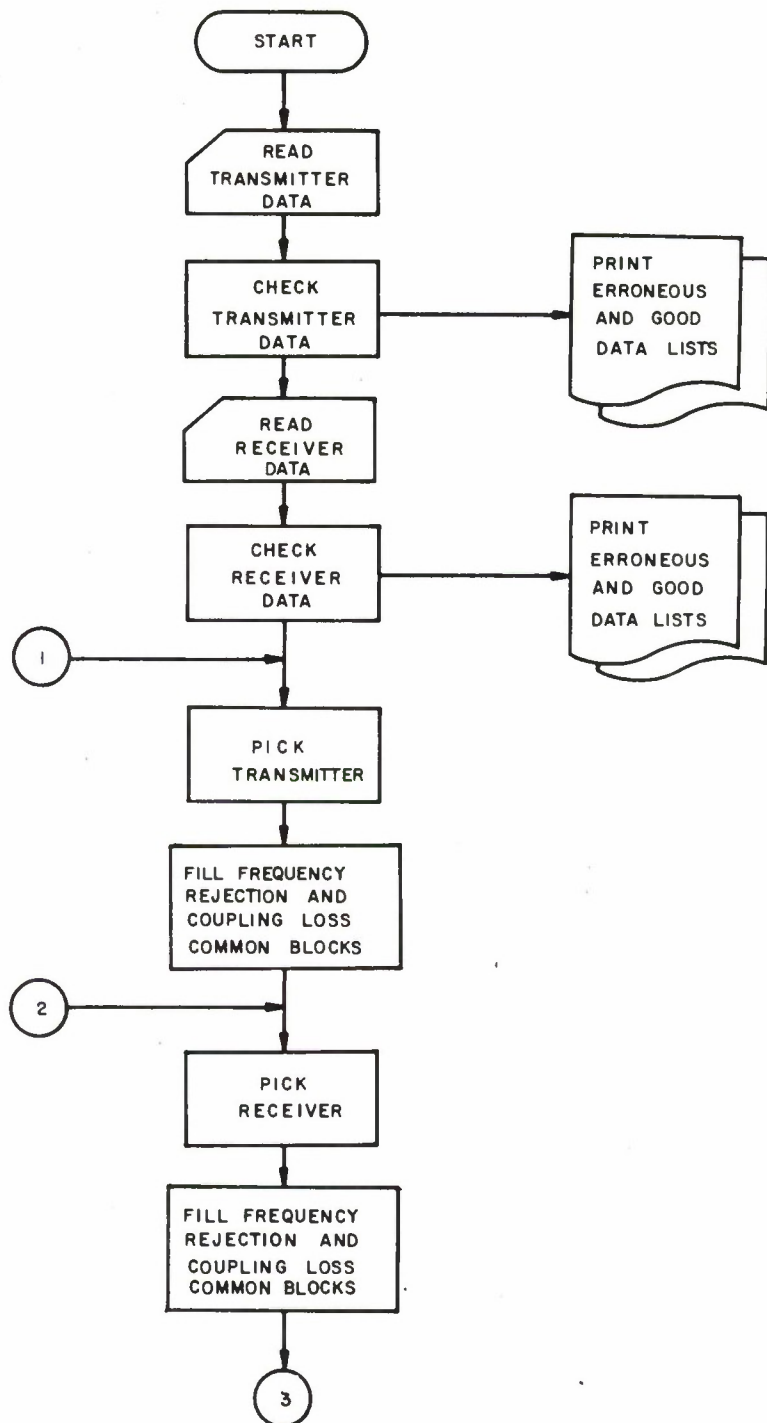 START
READ
TRANSMITTER
DATA
CHECK
TRANSMITTER
DATA
PRINT
ERRONEOUS
AND GOOD
DATA LISTS
READ
RECEIVER
DATA
CHECK
RECEIVER
DATA
PRINT
ERRONEOUS
AND GOOD
DATA LISTS
1
PICK
TRANSMITTER
FILL FREQUENCY
REJECTION AND
COUPLING LOSS
COMMON BLOCKS
2
PICK
RECEIVER
FILL FREQUENCY
REJECTION AND
COUPLING LOSS
COMMON BLOCKS
3